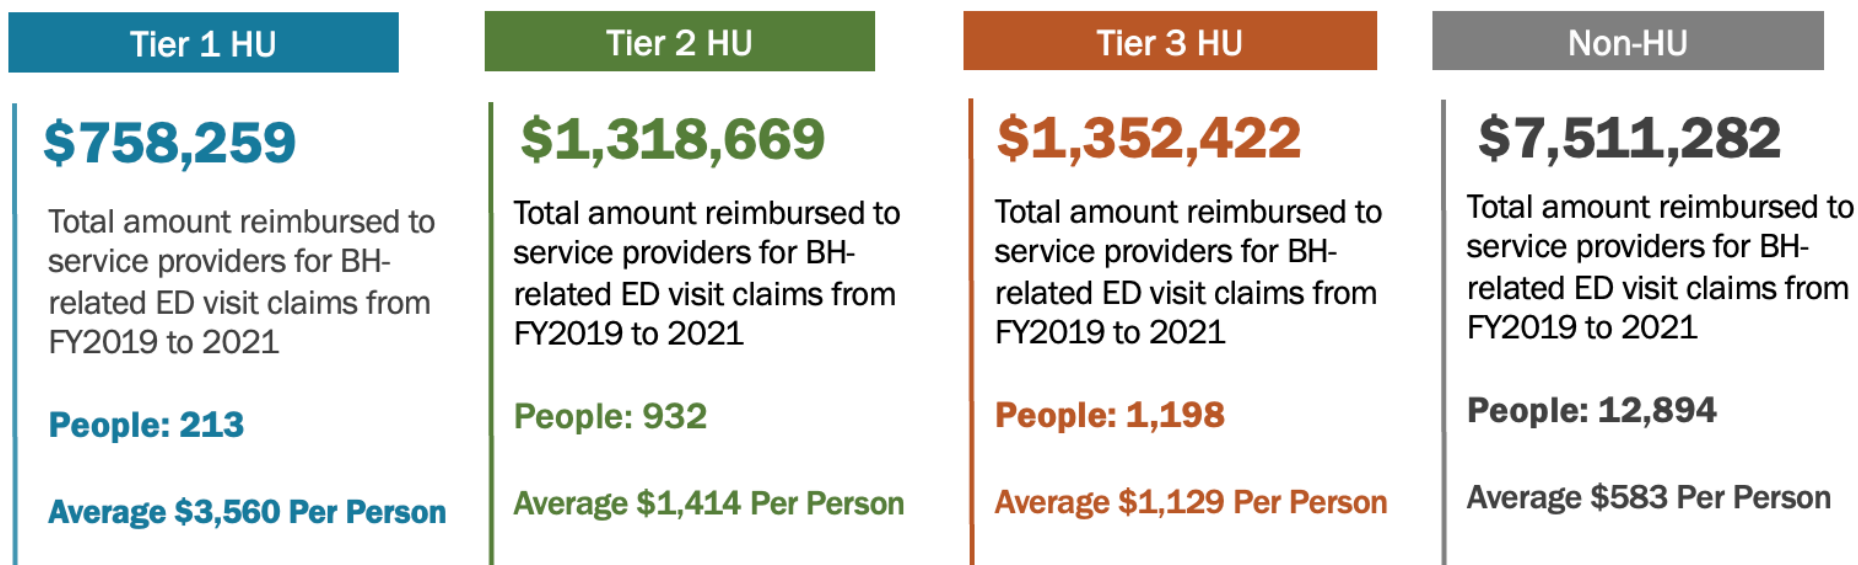 Tier 1 HU
$758,259
Total amount reimbursed to
service providers for BH-
related ED visit claims from
FY2019 to 2021
People: 213
Average $3,560 Per Person
Tier 2 HU
$1,318,669
Total amount reimbursed to
service providers for BH-
related ED visit claims from
FY2019 to 2021
People: 932
Average $1,414 Per Person
Tier 3 HU
$1,352,422
Total amount reimbursed to
service providers for BH-
related ED visit claims from
FY2019 to 2021
People: 1,198
Average $1,129 Per Person
Non-HU
$7,511,282
Total amount reimbursed to
service providers for BH-
related ED visit claims from
FY2019 to 2021
People: 12,894
Average $583 Per Person